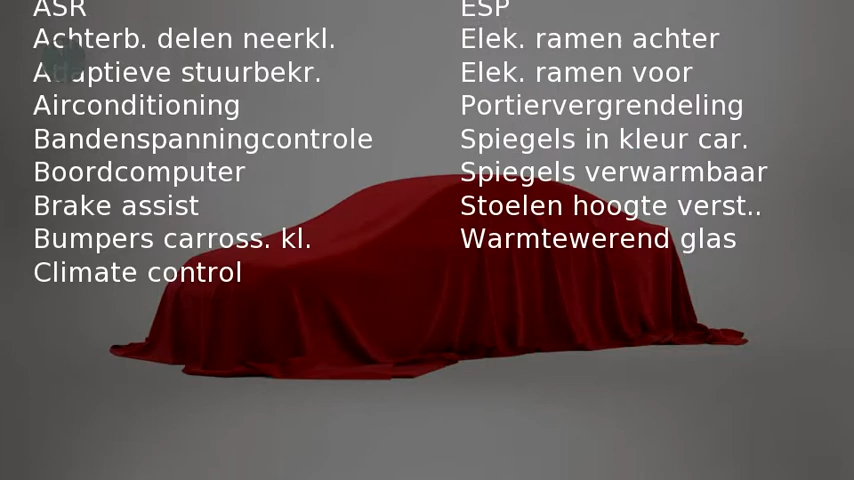 ASR
Achterb. delen neerkl.
Adaptieve stuurbekr.
Airconditioning
Bandenspanningcontrole
Boordcomputer
Brake assist
Bumpers carross. kl.
Climate control
ESP
Elek. ramen achter
Elek. ramen voor
Portiervergrendeling
Spiegels in kleur car.
Spiegels verwarmbaar
Stoelen hoogte verst..
Warmtewerend glas